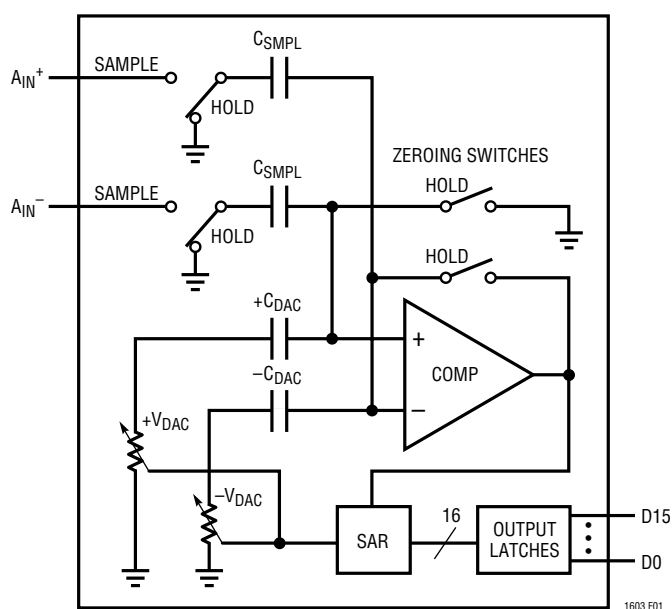 C_SMPL
A_IN^+ SAMPLE
HOLD
C_SMPL
ZEROING SWITCHES
A_IN^– SAMPLE
HOLD
HOLD
HOLD
+C_DAC
+
COMP
–C_DAC
–
+V_DAC
–V_DAC
SAR
16
OUTPUT
LATCHES
D15
D0
1603 F01